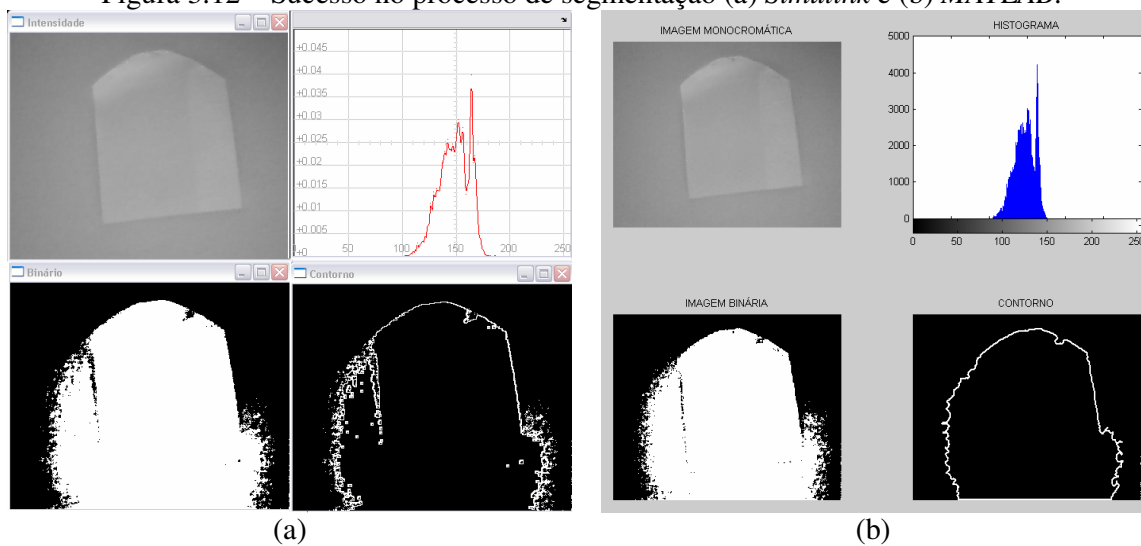 Figura 5.12 – Sucesso no processo de segmentação (a) Simulink e (b) MATLAB.
Intensidade
+0.045
+0.04
+0.035
+0.03
+0.025
+0.02
+0.015
+0.01
+0.005
+0
50
100
150
200
250
Binário
Contorno
(a)
IMAGEM MONOCROMÁTICA
HISTOGRAMA
5000
4000
3000
2000
1000
0
0
50
100
150
200
250
IMAGEM BINÁRIA
CONTORNO
(b)